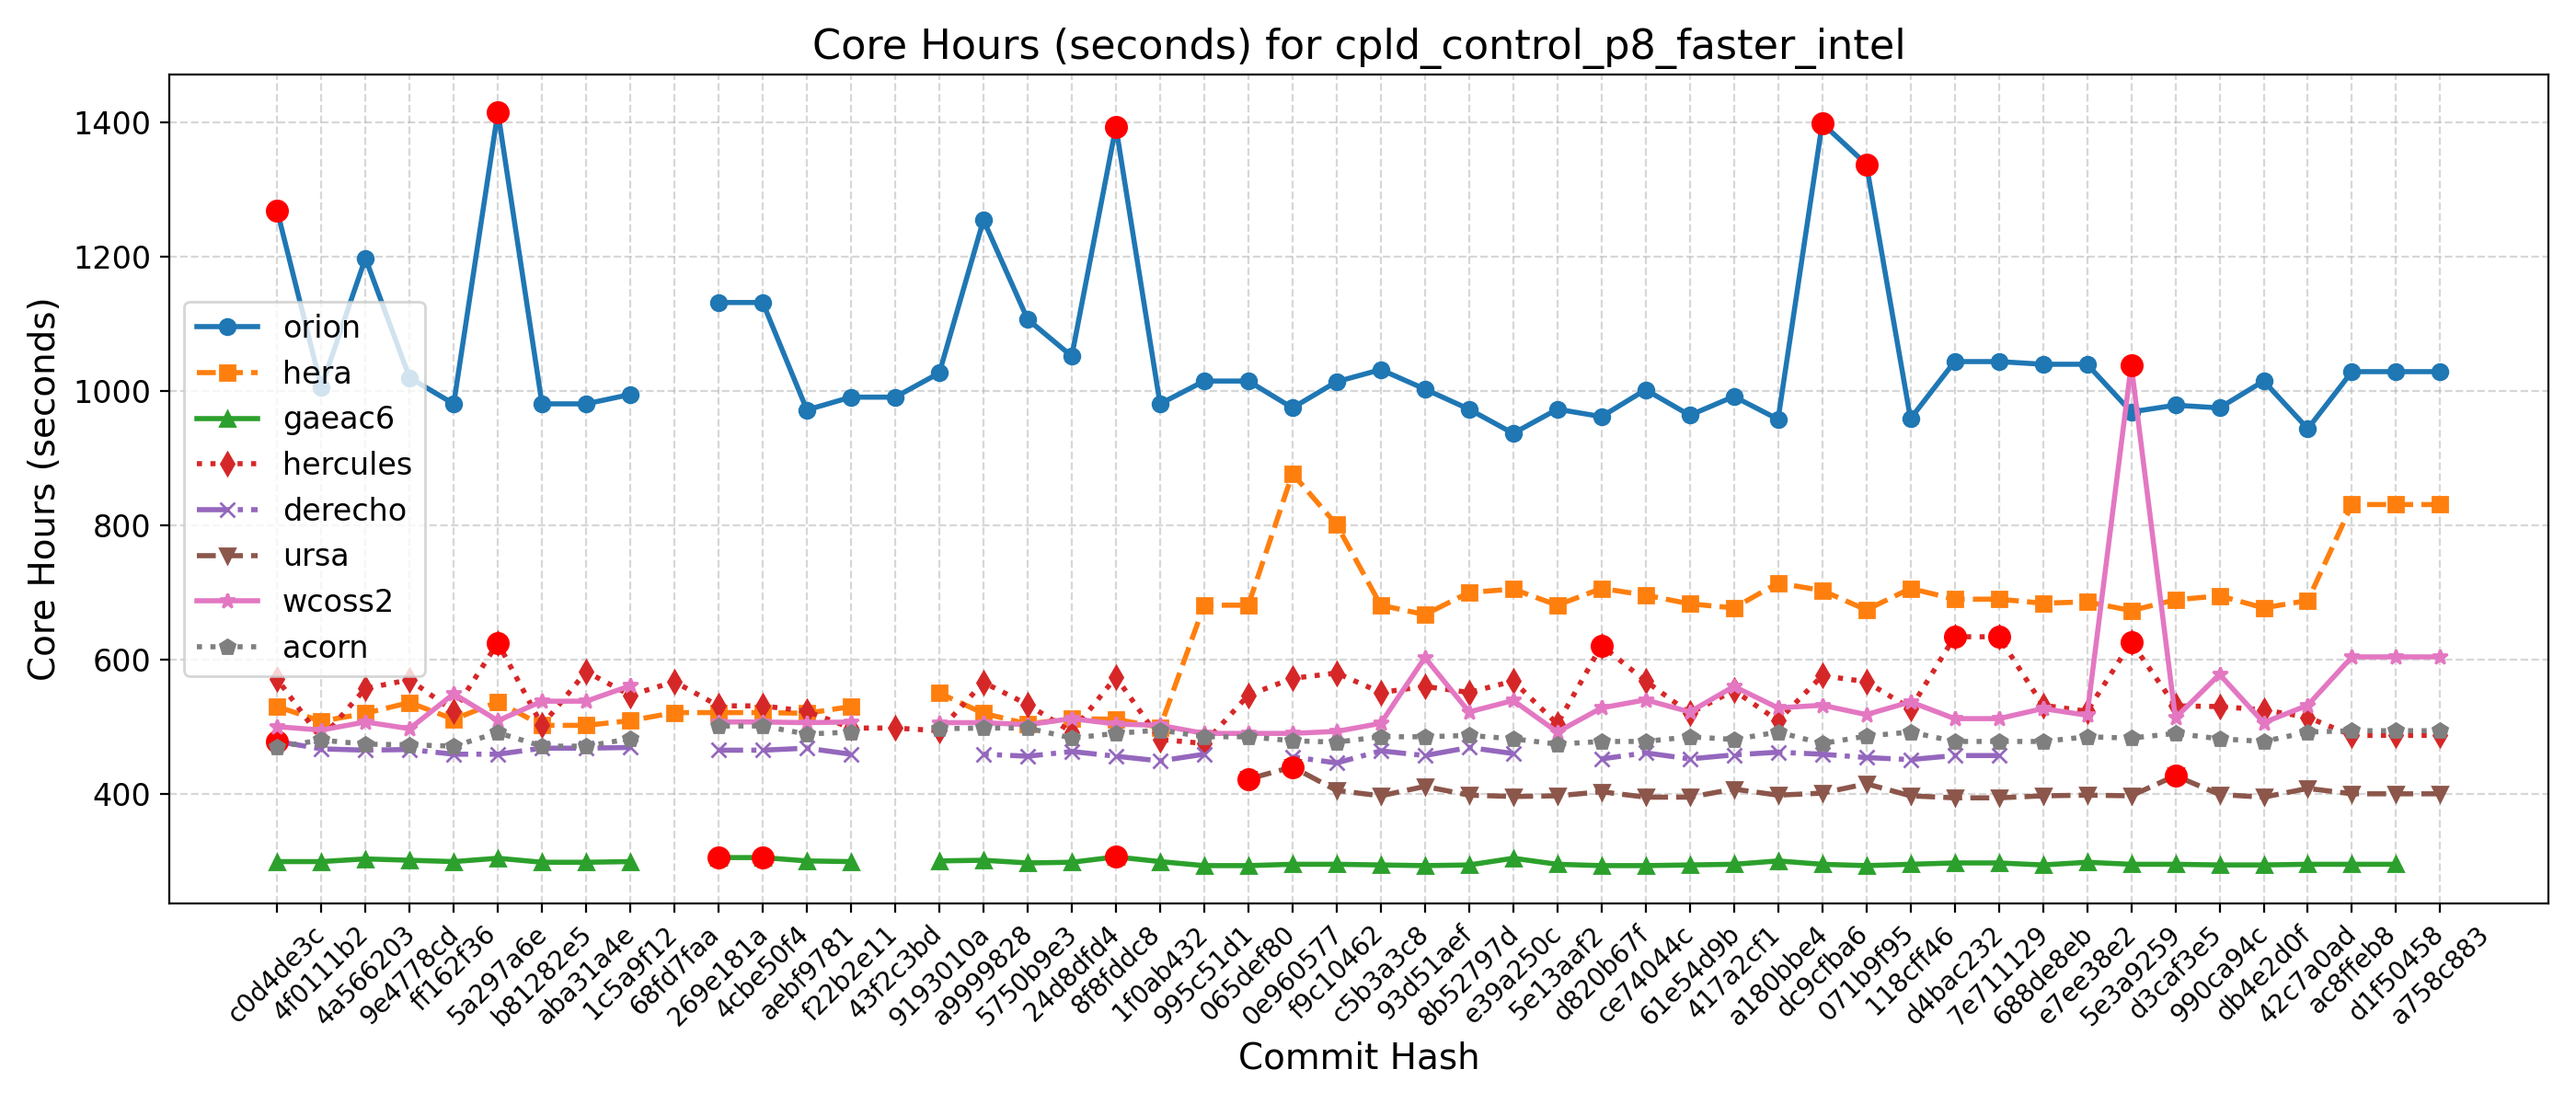 Core Hours (seconds) for cpld_control_p8_faster_intel
Core Hours (seconds)
1400
1200
1000
800
600
400
orion
hera
gaeac6
hercules
derecho
ursa
wcoss2
acorn
c0d4de3c
4f0111b2
4a566203
9e4778cd
ff162f36
5a297a6e
b81282e5
aba31a4e
1c5a9f12
68fd7faa
269e181a
4cbe50f4
aebf9781
f22b2e11
43f2c3bd
9193010a
a9999828
5750b9e3
24d8dfd4
8f8fddc8
1f0ab432
995c51d1
065def80
0e960577
f9c10462
c5b3a3c8
93d51aef
8b52797d
e39a250c
5e13aaf2
d820b67f
ce74044c
61e54d9b
417a2cf1
a180bbe4
dc9cfba6
071b9f95
118cff46
d4bac232
7e711129
688de8eb
e7ee38e2
5e3a9259
d3caf3e5
990ca94c
db4e2d0f
42c7a0ad
ac8ffeb8
d1f50458
a758c883
Commit Hash